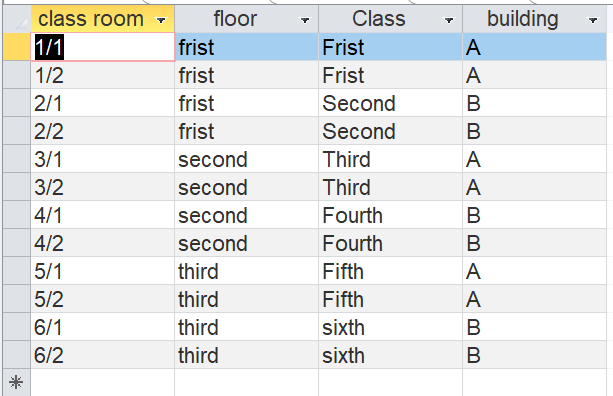 class room floor Class building
1/1 frist Frist A
1/2 frist Frist A
2/1 frist Second B
2/2 frist Second B
3/1 second Third A
3/2 second Third A
4/1 second Fourth B
4/2 second Fourth B
5/1 third Fifth A
5/2 third Fifth A
6/1 third sixth B
6/2 third sixth B